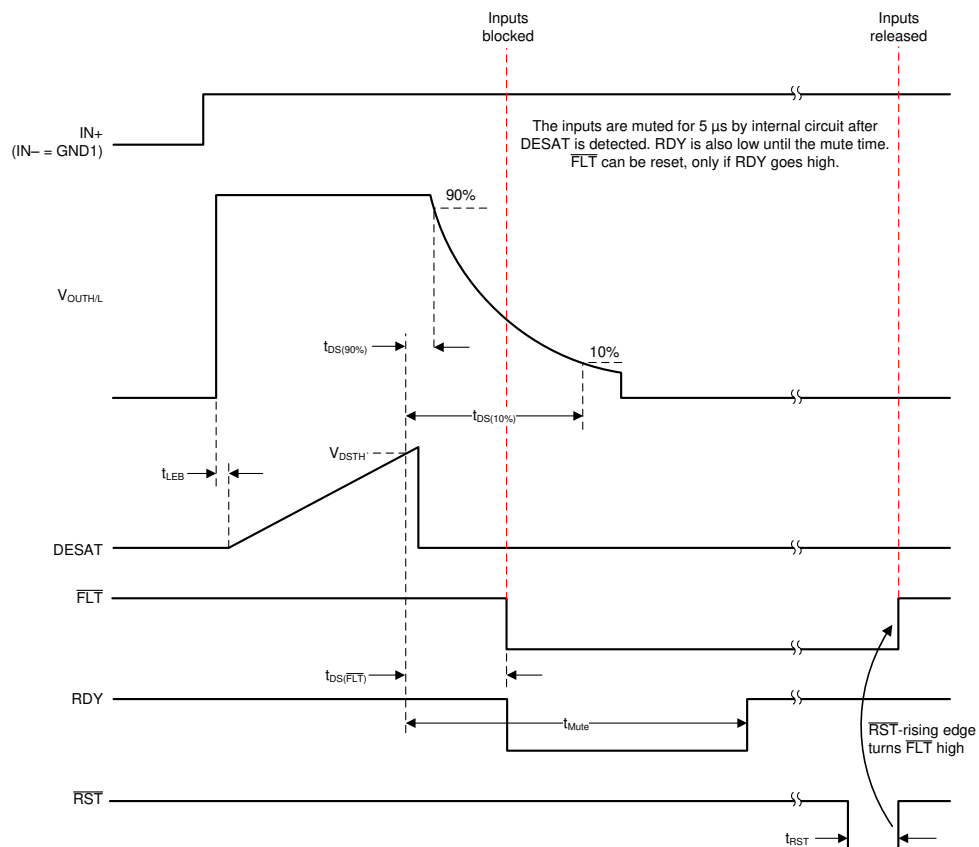 Inputs
blocked
Inputs
released
IN+
(IN– = GND1)
The inputs are muted for 5 µs by internal circuit after
DESAT is detected. RDY is also low until the mute time.
FLT can be reset, only if RDY goes high.
90%
VOUTH/L
tDS(90%)
10%
tDS(10%)
VDSTH
tLEB
DESAT
FLT
tDS(FLT)
RDY
tMute
RST-rising edge
turns FLT high
RST
tRST